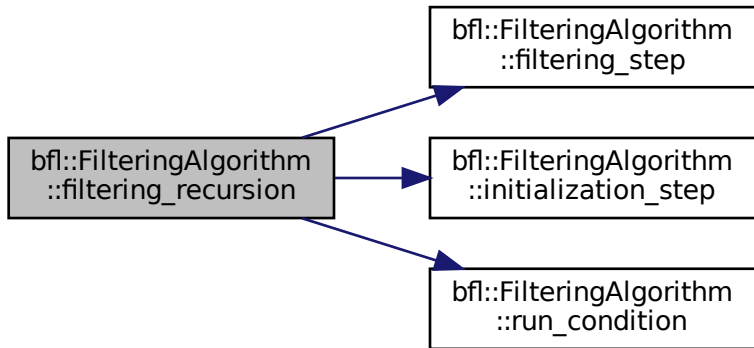 bfl::FilteringAlgorithm
::filtering_recursion
bfl::FilteringAlgorithm
::filtering_step
bfl::FilteringAlgorithm
::initialization_step
bfl::FilteringAlgorithm
::run_condition